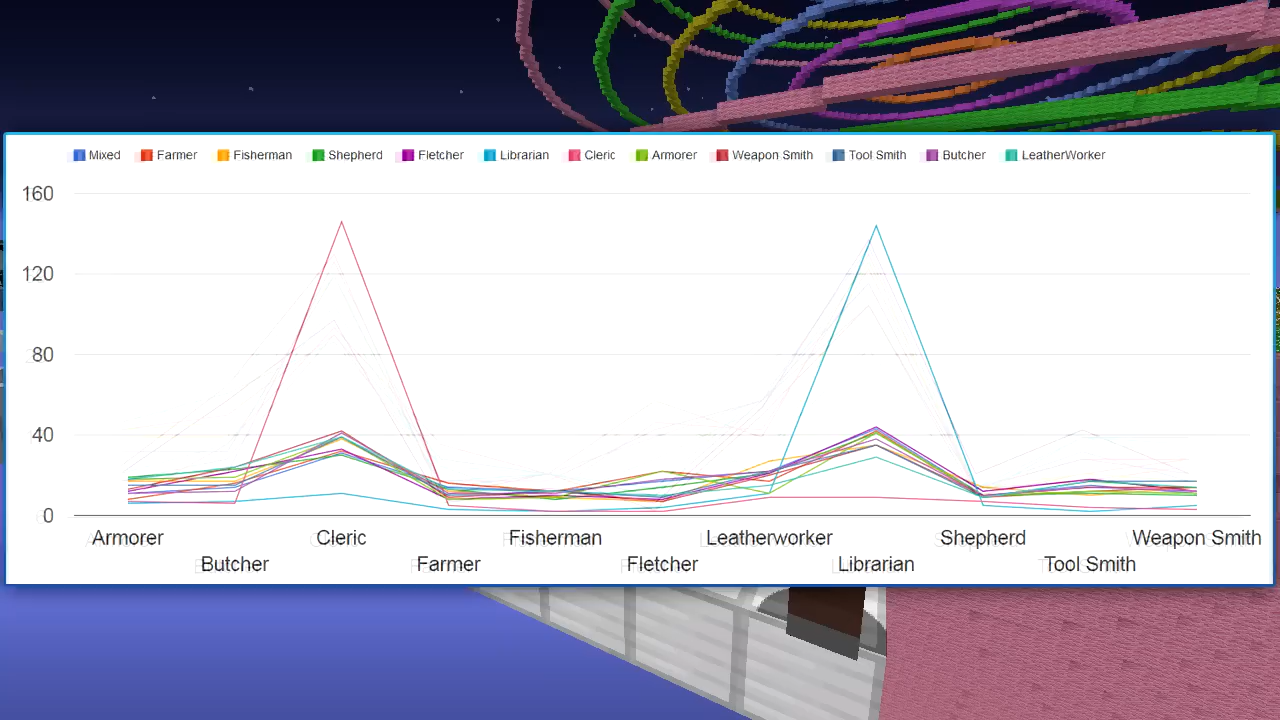 Mixed Farmer Fisherman Shepherd Fletcher Librarian Cleric Armorer Weapon Smith Tool Smith Butcher LeatherWorker
160
120
80
40
0
Armorer Cleric Fisherman Leatherworker Shepherd Weapon Smith
Butcher Farmer Fletcher Librarian Tool Smith